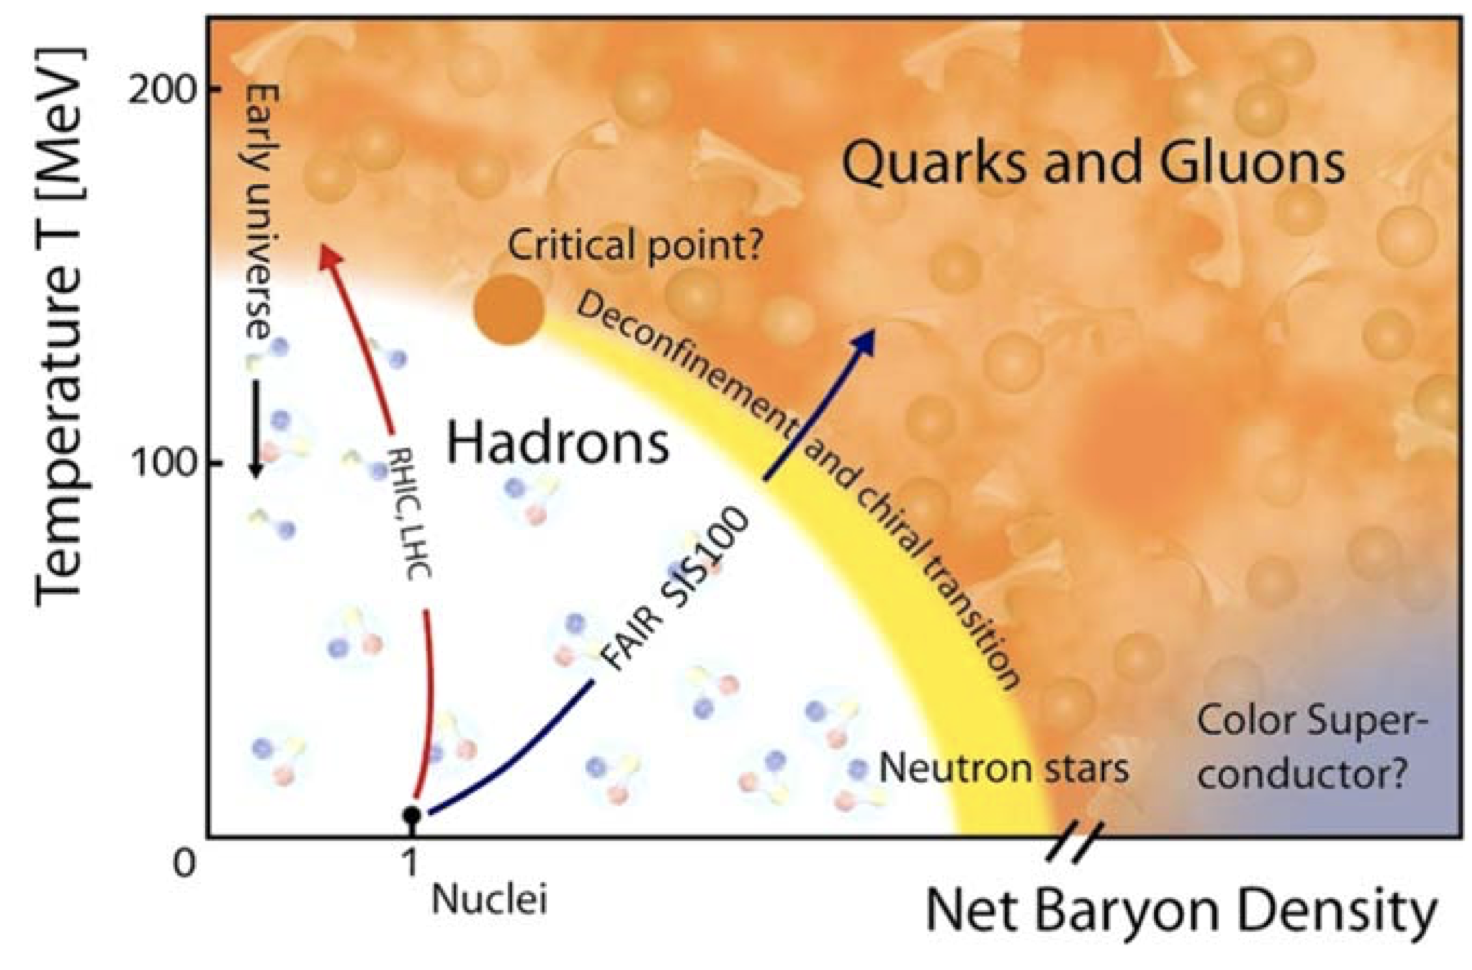 Temperature T [MeV]
200
100
0
Early universe
Quarks and Gluons
Critical point?
Deconfinement and chiral transition
Hadrons
RHIC, LHC
FAIR SIS100
Neutron stars
Color Super-
conductor?
1
Nuclei
Net Baryon Density